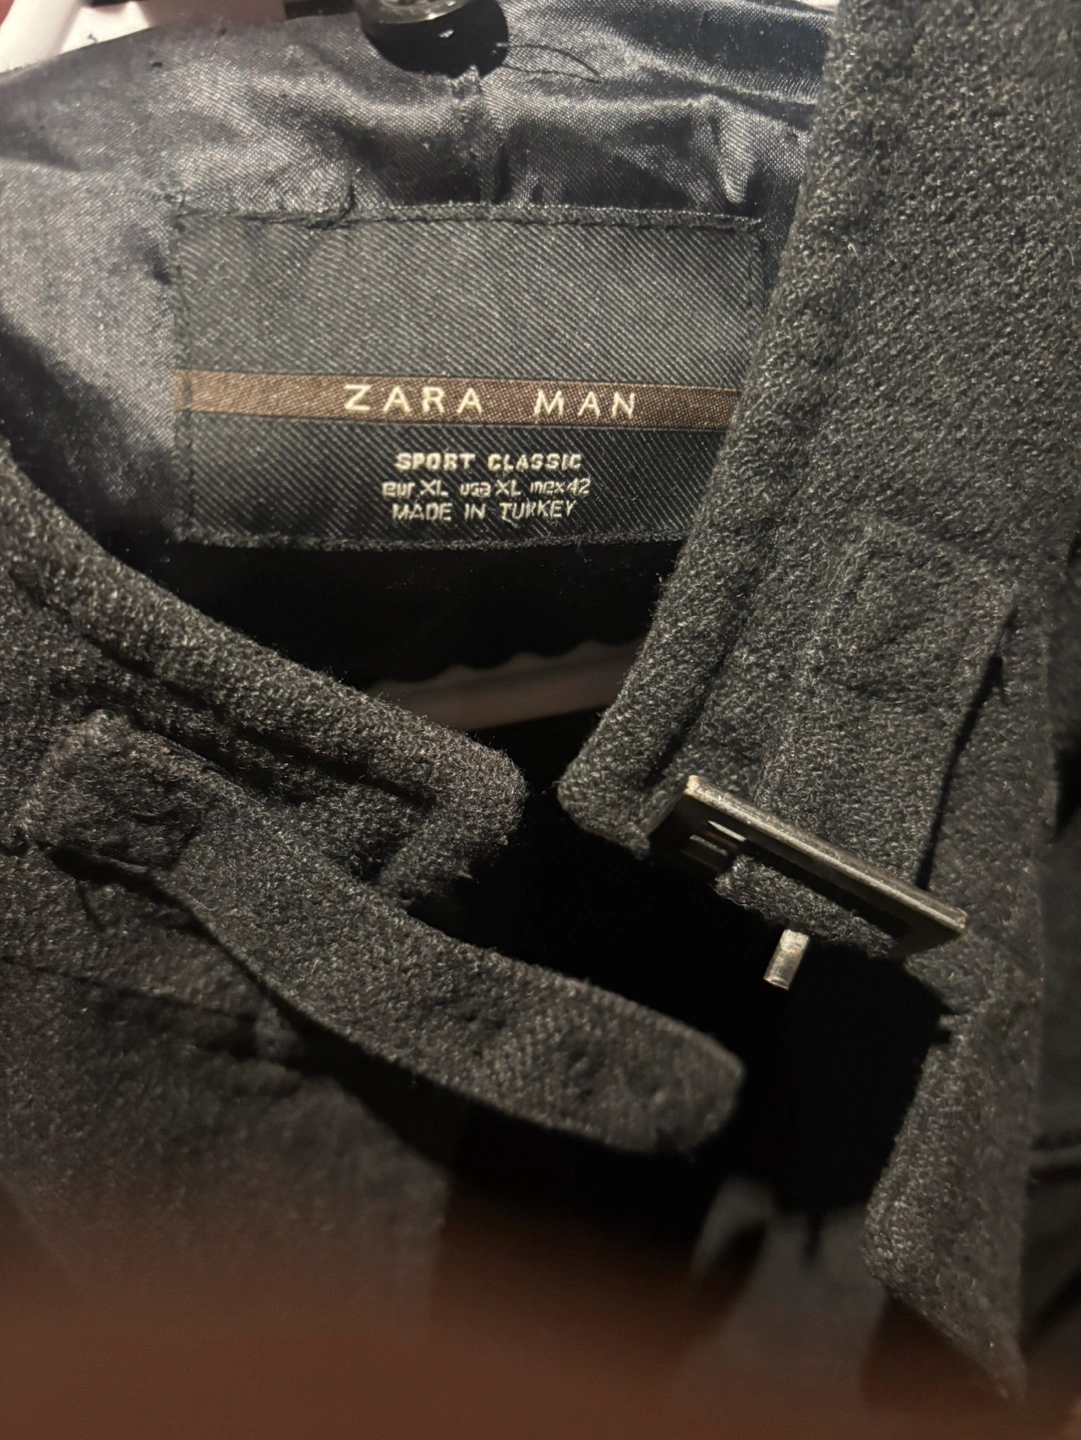 ZARA MAN
SPORT CLASSIC
eur XL usa XL mex 42
MADE IN TURKEY